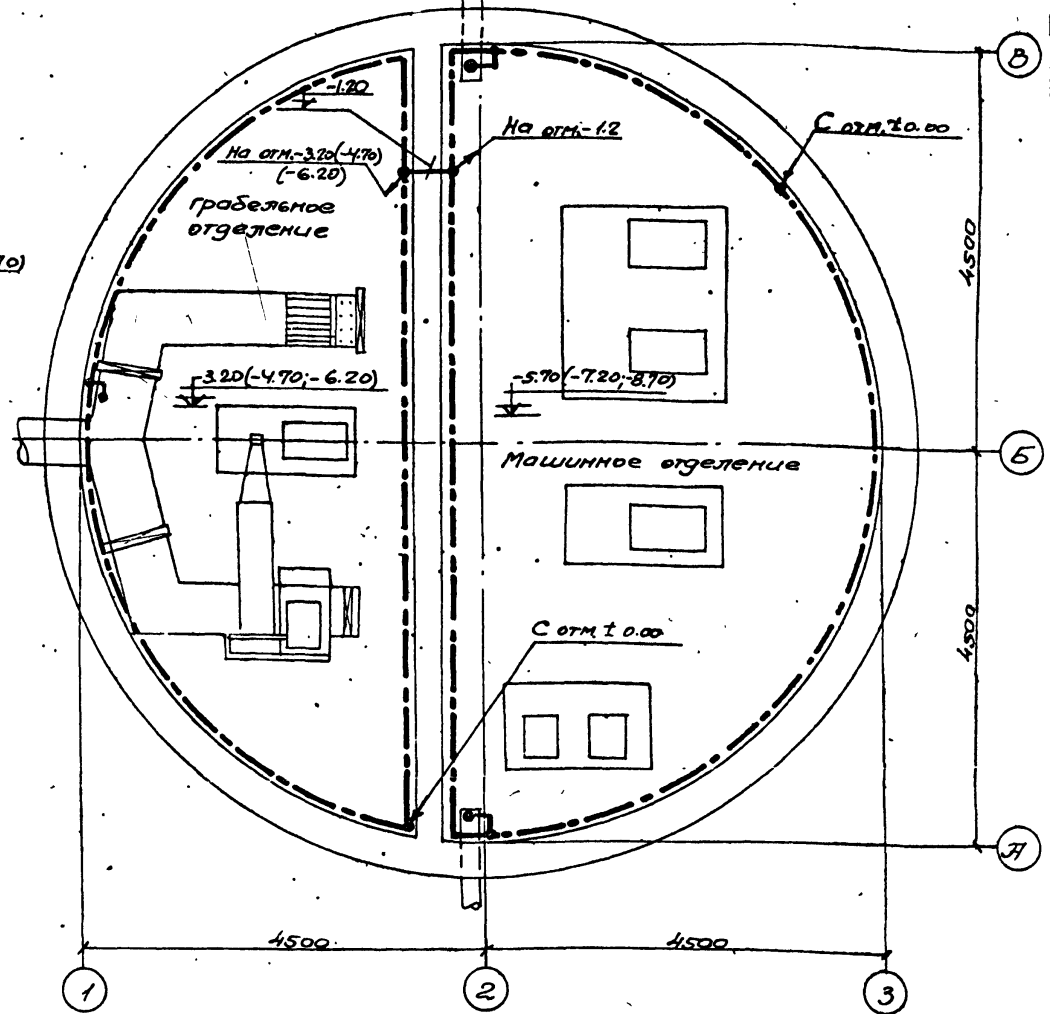 В
-1.20
На отм.-1.2
С отм. ±0.00
На отм.-3.20(-4.70)
(-6.20)
грабельное
отделение
4500
70)
3.20(-4.70;-6.20)
-5.70(-7.20;-8.70)
Б
Машинное отделение
С отм ± 0.00
4500
А
4500
4500
1
2
3